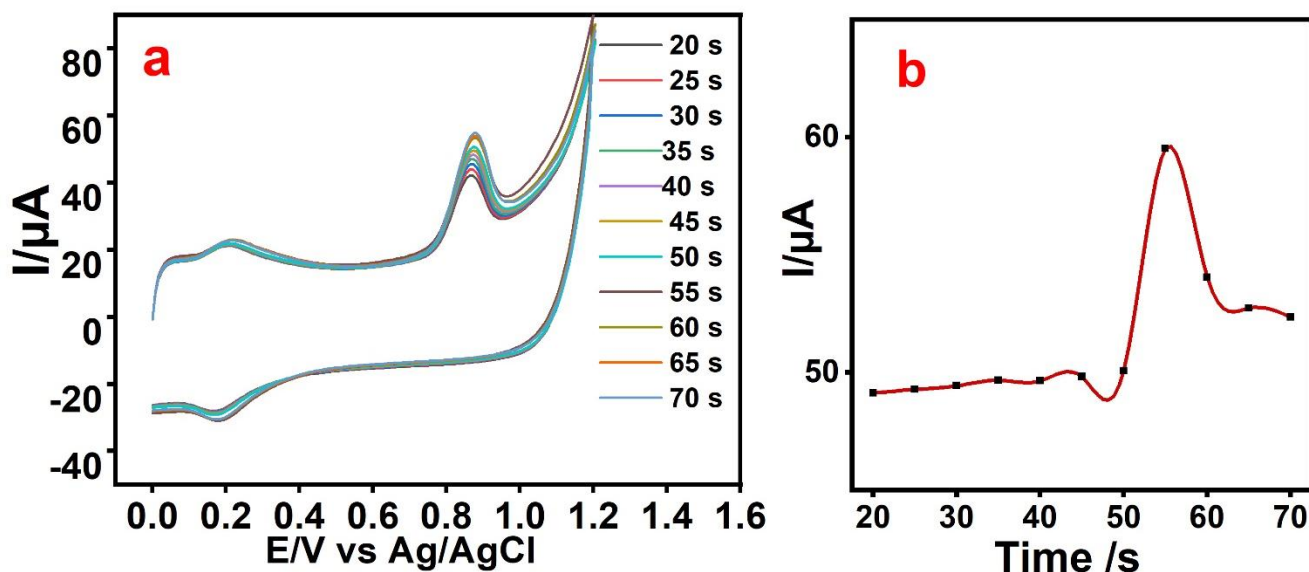 a
I/µA
80
60
40
20
0
-20
-40
0.0 0.2 0.4 0.6 0.8 1.0 1.2 1.4 1.6
E/V vs Ag/AgCl
20 s
25 s
30 s
35 s
40 s
45 s
50 s
55 s
60 s
65 s
70 s
b
I/µA
60
50
20 30 40 50 60 70
Time /s